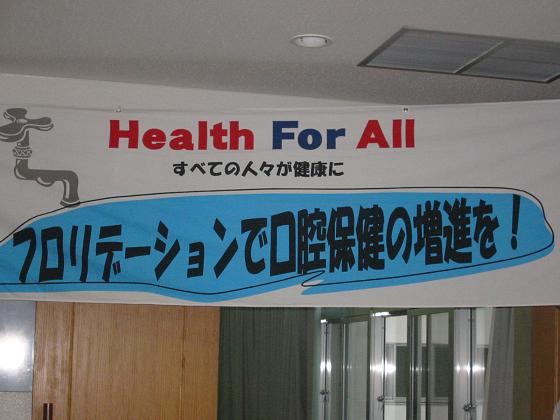 Health For All
すべての人々が健康に
フロリデーションで口腔保健の増進を！